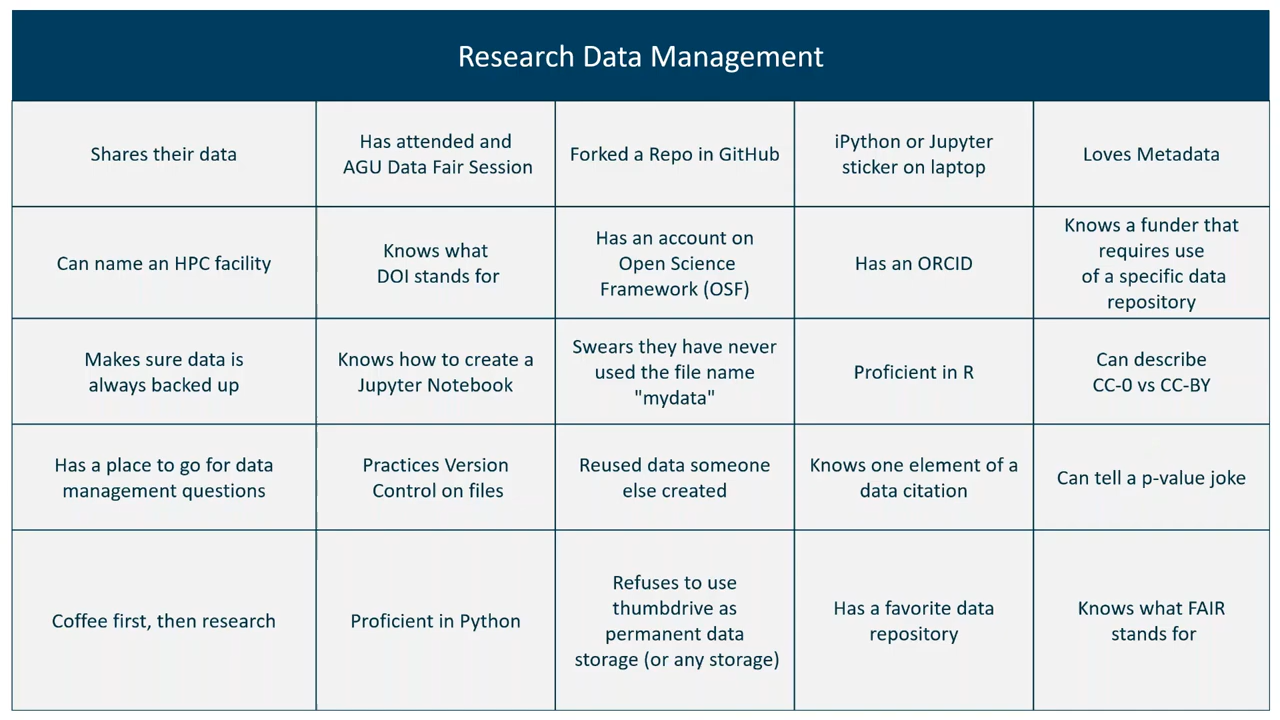 Research Data Management
Shares their data
Has attended and
AGU Data Fair Session
Forked a Repo in GitHub
iPython or Jupyter
sticker on laptop
Loves Metadata
Can name an HPC facility
Knows what
DOI stands for
Has an account on
Open Science
Framework (OSF)
Has an ORCID
Knows a funder that
requires use
of a specific data
repository
Makes sure data is
always backed up
Knows how to create a
Jupyter Notebook
Swears they have never
used the file name
"mydata"
Proficient in R
Can describe
CC-0 vs CC-BY
Has a place to go for data
management questions
Practices Version
Control on files
Reused data someone
else created
Knows one element of a
data citation
Can tell a p-value joke
Coffee first, then research
Proficient in Python
Refuses to use
thumbdrive as
permanent data
storage (or any storage)
Has a favorite data
repository
Knows what FAIR
stands for